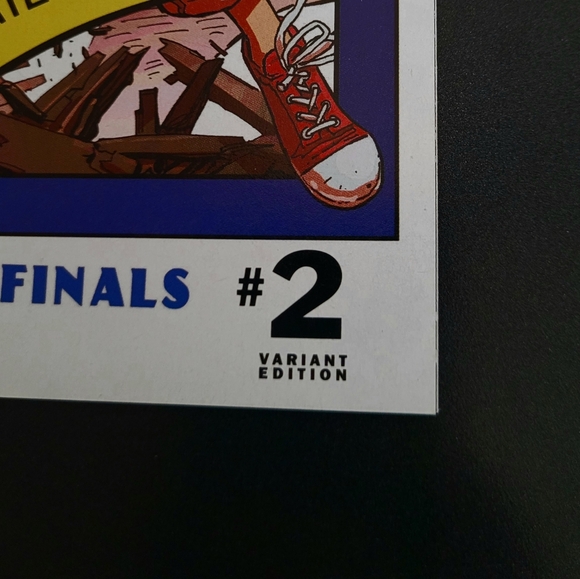 FINALS
#2
VARIANT
EDITION